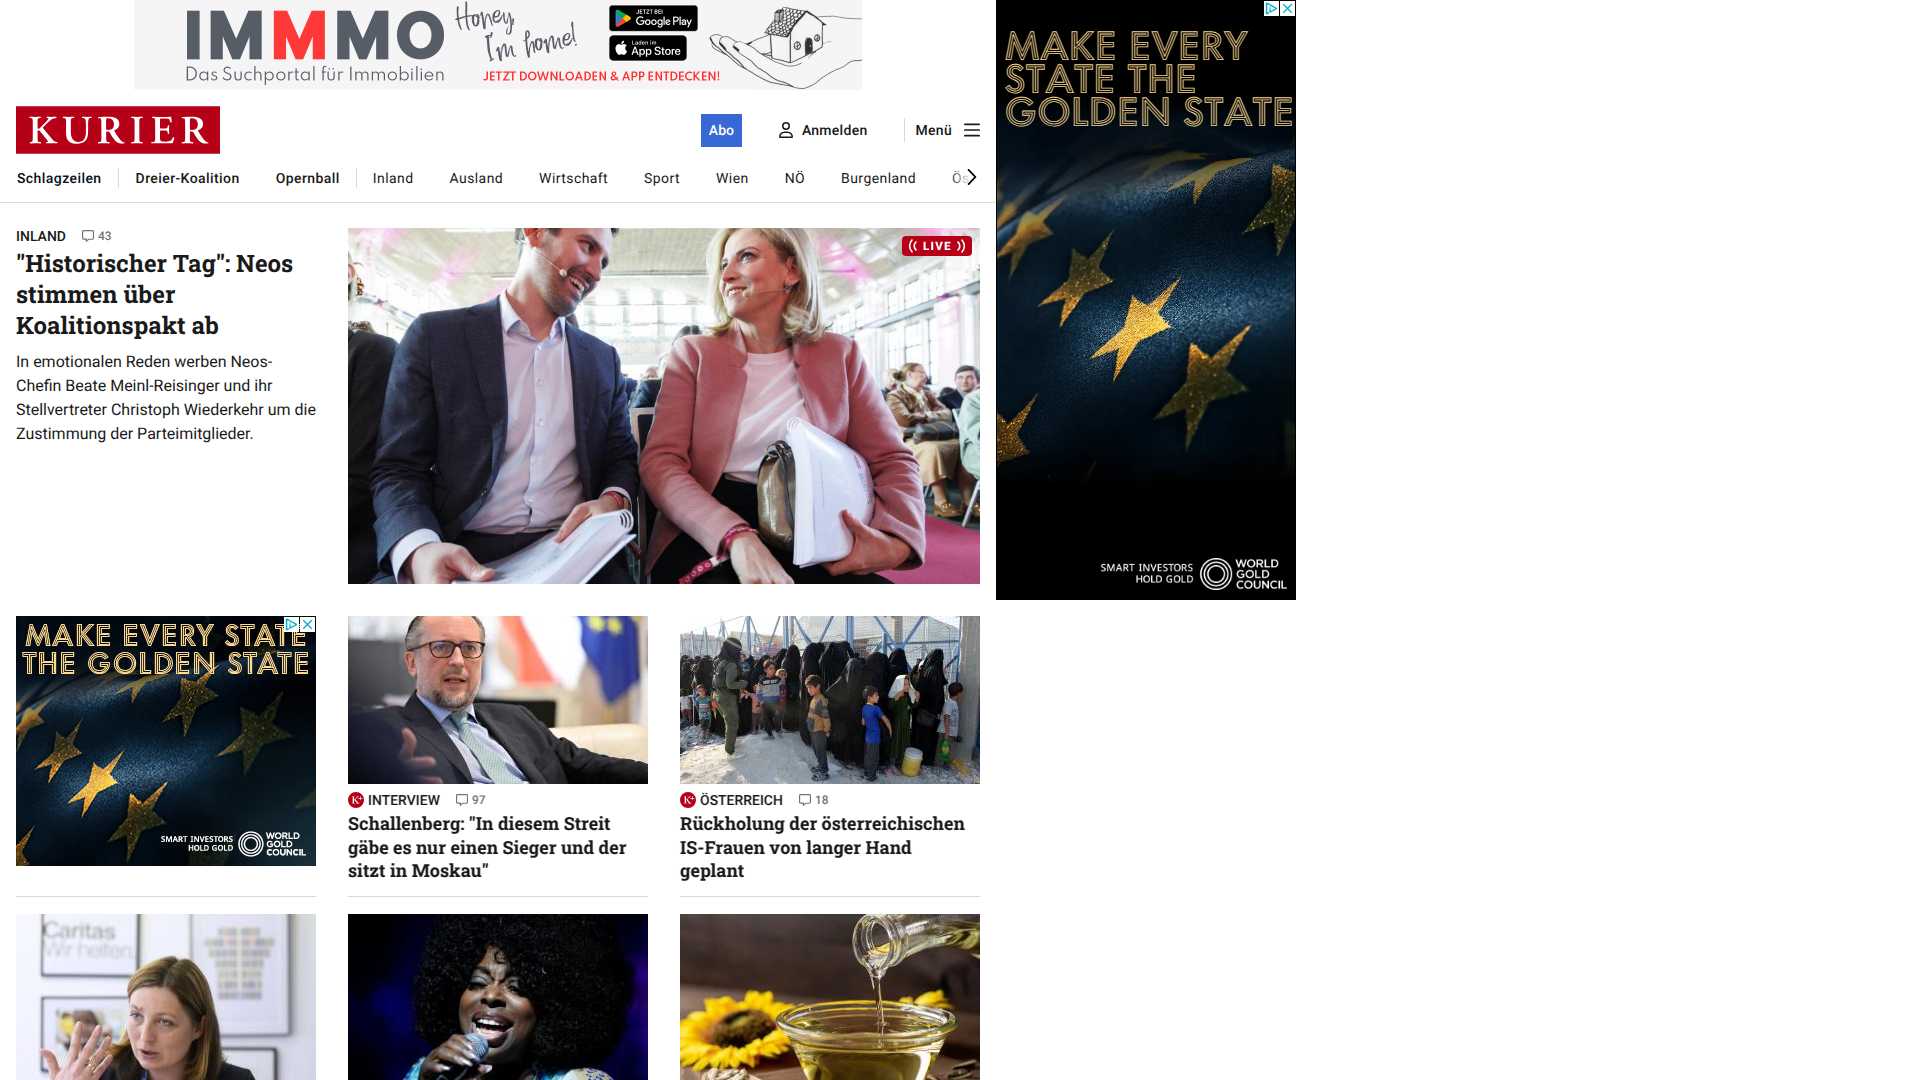 IMMMO
Das Suchportal für Immobilien
Honey,
I'm home!
JETZT BEI
Google Play
Laden im
App Store
JETZT DOWNLOADEN & APP ENTDECKEN!
KURIER
Abo
Anmelden
Menü
Schlagzeilen
Dreier-Koalition
Opernball
Inland
Ausland
Wirtschaft
Sport
Wien
NÖ
Burgenland
Ös
INLAND 43
"Historischer Tag": Neos
stimmen über
Koalitionspakt ab
In emotionalen Reden werben Neos-
Chefin Beate Meinl-Reisinger und ihr
Stellvertreter Christoph Wiederkehr um die
Zustimmung der Parteimitglieder.
LIVE
MAKE EVERY
STATE THE
GOLDEN STATE
SMART INVESTORS
HOLD GOLD
WORLD
GOLD
COUNCIL
MAKE EVERY STATE
THE GOLDEN STATE
SMART INVESTORS
HOLD GOLD
WORLD
GOLD
COUNCIL
K+ INTERVIEW 97
Schallenberg: "In diesem Streit
gäbe es nur einen Sieger und der
sitzt in Moskau"
K+ ÖSTERREICH 18
Rückholung der österreichischen
IS-Frauen von langer Hand
geplant
Caritas
Wir helfen.